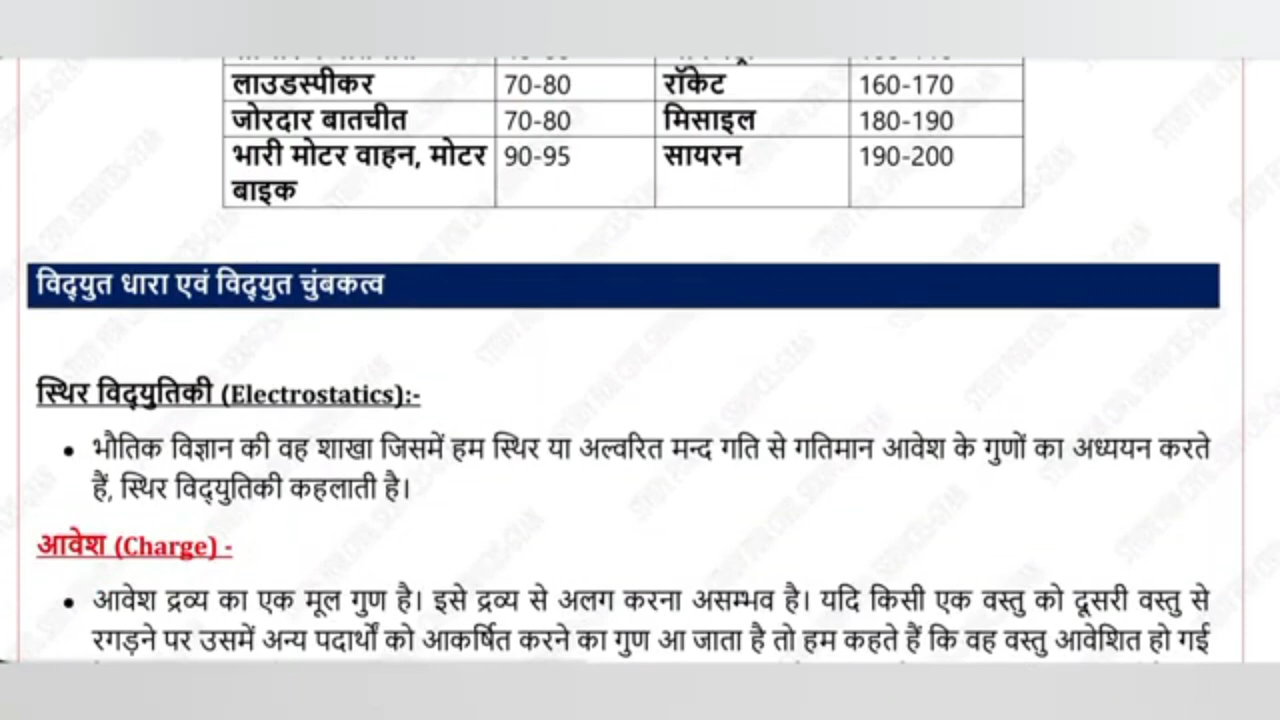 लाउडस्पीकर 70-80 रॉकेट 160-170
जोरदार बातचीत 70-80 मिसाइल 180-190
भारी मोटर वाहन, मोटर 90-95 सायरन 190-200
बाइक
विद्युत धारा एवं विद्युत चुंबकत्व
स्थिर विद्युतिकी (Electrostatics):-
• भौतिक विज्ञान की वह शाखा जिसमें हम स्थिर या अल्वरित मन्द गति से गतिमान आवेश के गुणों का अध्ययन करते
हैं, स्थिर विद्युतिकी कहलाती है।
आवेश (Charge) -
• आवेश द्रव्य का एक मूल गुण है। इसे द्रव्य से अलग करना असम्भव है। यदि किसी एक वस्तु को दूसरी वस्तु से
रगड़ने पर उसमें अन्य पदार्थों को आकर्षित करने का गुण आ जाता है तो हम कहते हैं कि वह वस्तु आवेशित हो गई